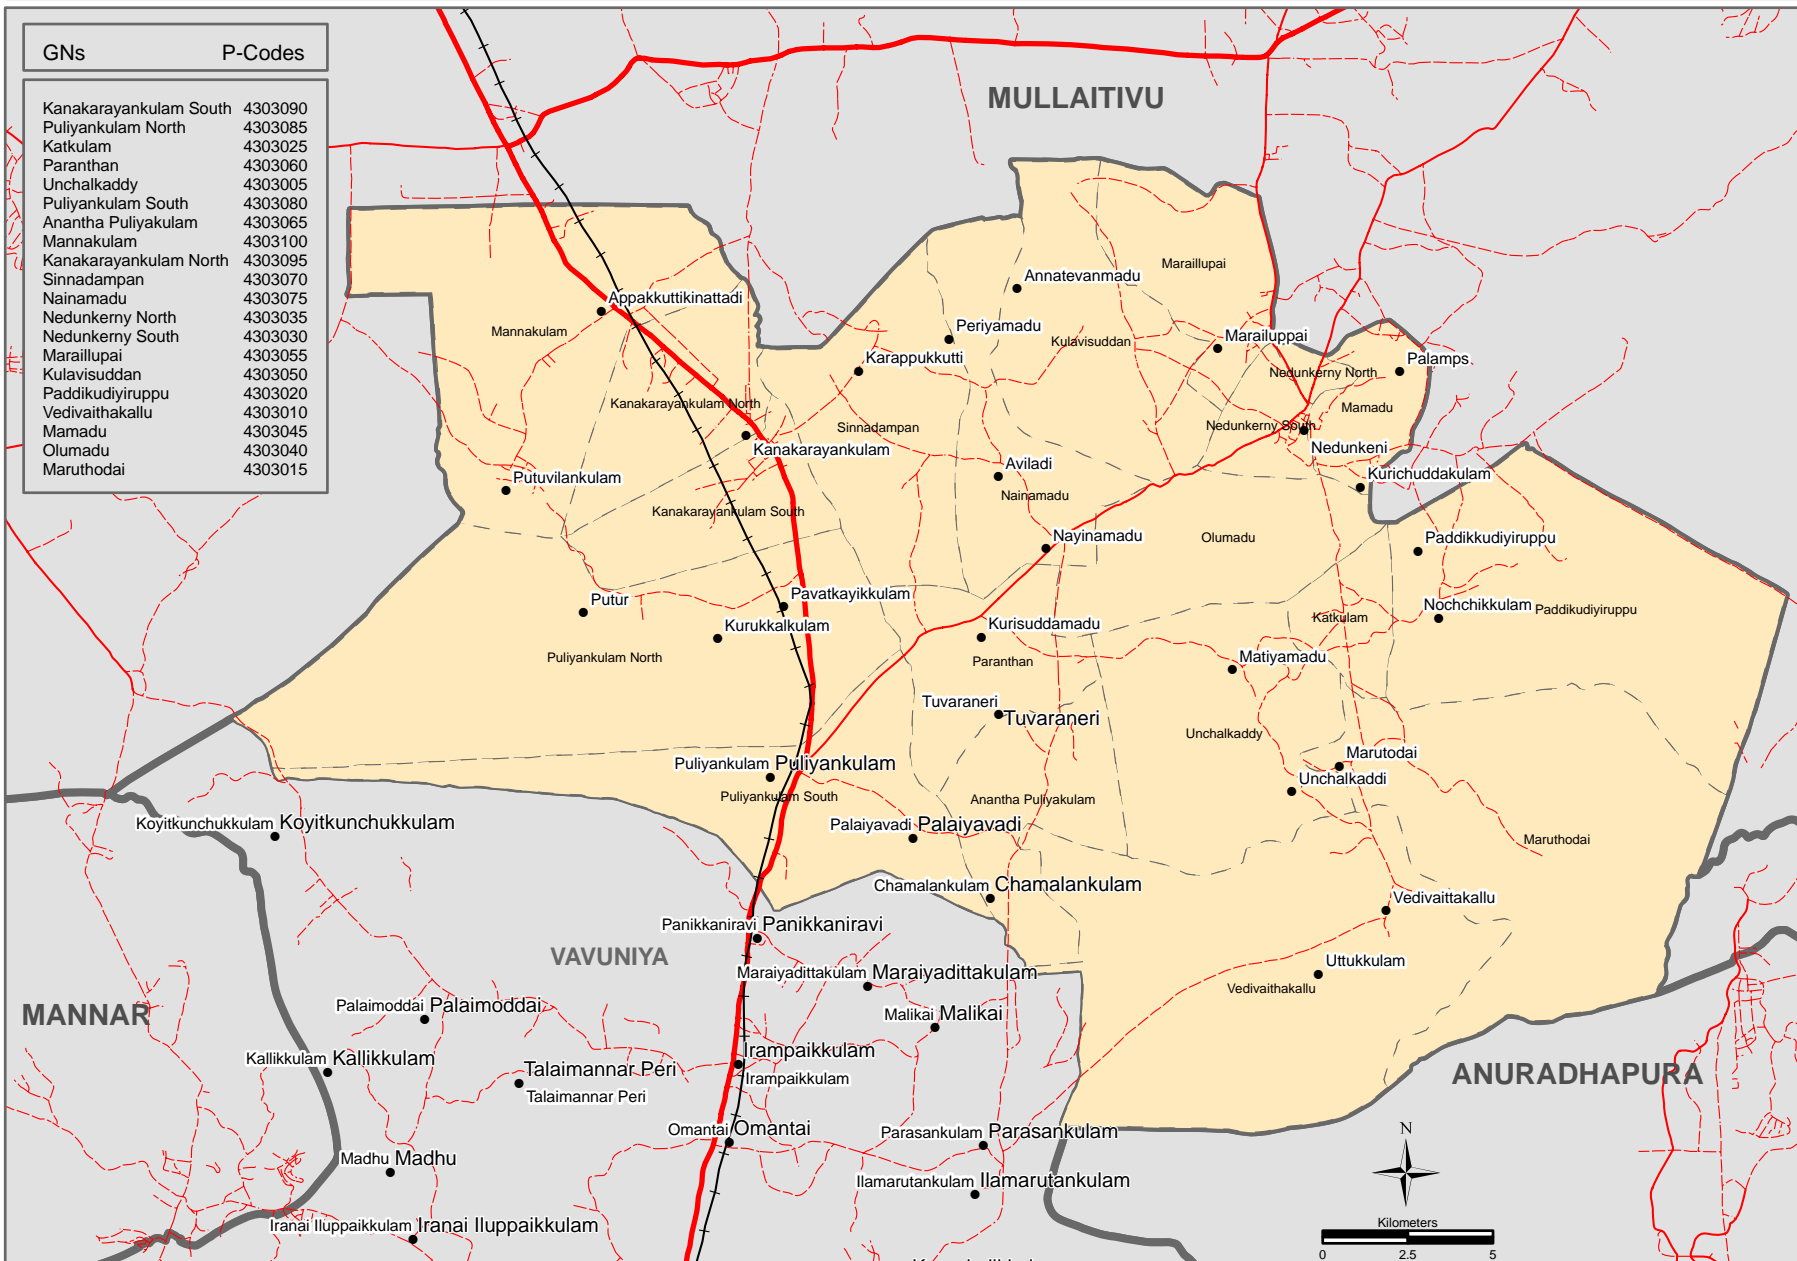 GNs P-Codes
Kanakarayankulam South 4303090
Puliyankulam North 4303085
Katkulam 4303025
Paranthan 4303060
Unchalkaddy 4303005
Puliyankulam South 4303080
Anantha Puliyakulam 4303065
Mannakulam 4303100
Kanakarayankulam North 4303095
Sinnadampan 4303070
Nainamadu 4303075
Nedunkerny North 4303035
Nedunkerny South 4303030
Maraillupai 4303055
Kulavisuddan 4303050
Paddikudiyiruppu 4303020
Vedivaithakallu 4303010
Mamadu 4303045
Olumadu 4303040
Maruthodai 4303015
MULLAITIVU
Maraillupai
Annatevanmadu
Appakkuttikinattadi
Mannakulam
Periyamadu
Kulavisuddan
Marailuppai
Karappukkutti
Palamps
Nedunkerny North
Kanakarayankulam North
Mamadu
Sinnadampan
Nedunkerny South
Kanakarayankulam
Nedunkeni
Aviladi
Kurichuddakulam
Putuvilankulam
Nainamadu
Kanakarayankulam South
Nayinamadu
Olumadu
Paddikkudiyiruppu
Putur
Pavatkayikkulam
Nochchikkulam
Paddikudiyiruppu
Kurukkalkulam
Kurisuddamadu
Katkulam
Puliyankulam North
Paranthan
Matiyamadu
Tuvaraneri
Tuvaraneri
Unchalkaddy
Marutodai
Puliyankulam Puliyankulam
Unchalkaddi
Puliyankulam South
Anantha Puliyakulam
Koyitkunchukkulam Koyitkunchukkulam
Palaiyavadi Palaiyavadi
Maruthodai
Chamalankulam Chamalankulam
Vedivaittakallu
Panikkaniravi Panikkaniravi
VAVUNIYA
Uttukkulam
Maraiyadittakulam Maraiyadittakulam
Vedivaithakallu
MANNAR
Palaimoddai Palaimoddai
Malikai Malikai
Kallikkulam Kallikkulam
Irampaikkulam
Irampaikkulam
Talaimannar Peri
Talaimannar Peri
ANURADHAPURA
Omantai Omantai
Parasankulam Parasankulam
Madhu Madhu
Ilamarutankulam Ilamarutankulam
Iranai Iluppaikkulam Iranai Iluppaikkulam
N
Kilometers
0 2.5 5